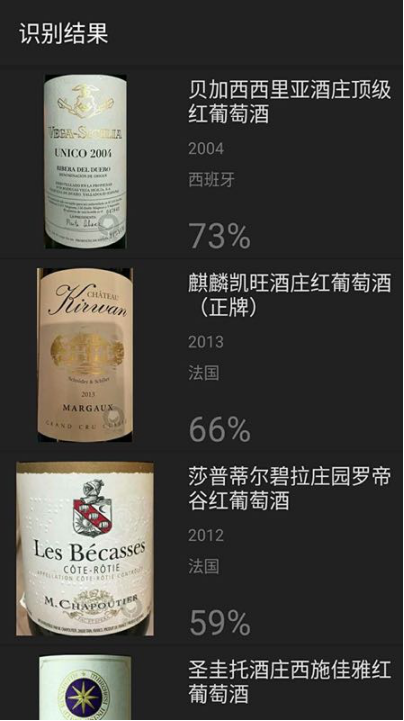 识别结果
VEGA-SICILIA
UNICO 2004
RIBERA DEL DUERO
贝加西西里亚酒庄顶级
红葡萄酒
2004
西班牙
73%
CHÂTEAU
Kirwan
Schröder & Schÿler
2013
MARGAUX
GRAND CRU CLASSÉ
麒麟凯旺酒庄红葡萄酒
（正牌）
2013
法国
66%
Les Bécasses
CÔTE-RÔTIE
APPELLATION CÔTE-RÔTIE CONTRÔLÉE
M. CHAPOUTIER
莎普蒂尔碧拉庄园罗帝
谷红葡萄酒
2012
法国
59%
圣圭托酒庄西施佳雅红
葡萄酒